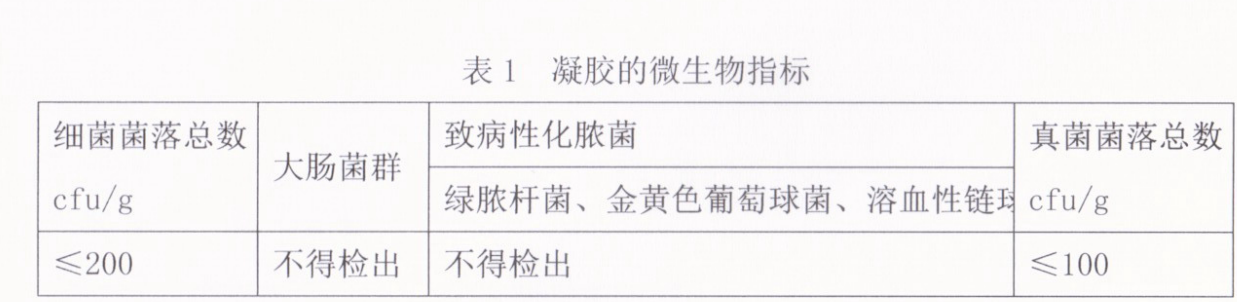 表1 凝胶的微生物指标
细菌菌落总数
cfu/g
大肠菌群
致病性化脓菌
绿脓杆菌、金黄色葡萄球菌、溶血性链球
真菌菌落总数
cfu/g
≤200
不得检出
不得检出
≤100